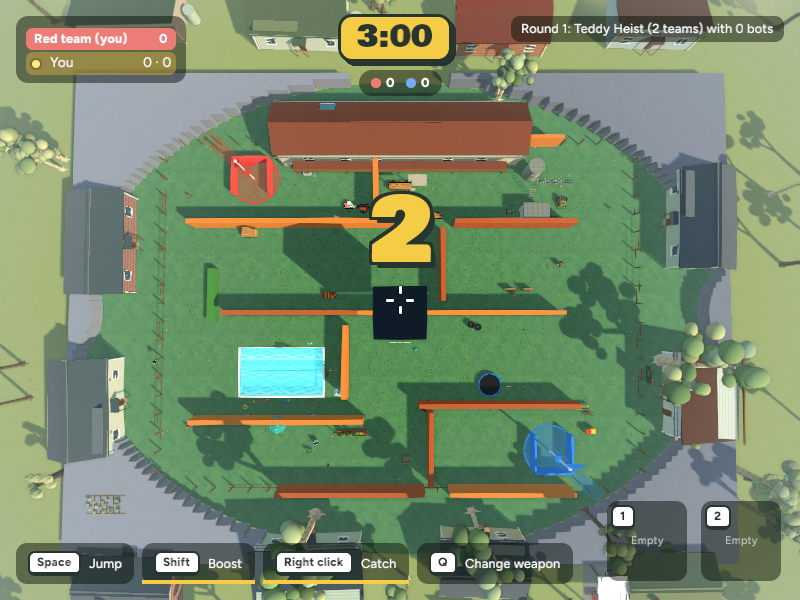 Red team (you) 0
You 0 · 0
3:00
0 0
Round 1: Teddy Heist (2 teams) with 0 bots
2
1 Empty
2 Empty
Space Jump
Shift Boost
Right click Catch
Q Change weapon